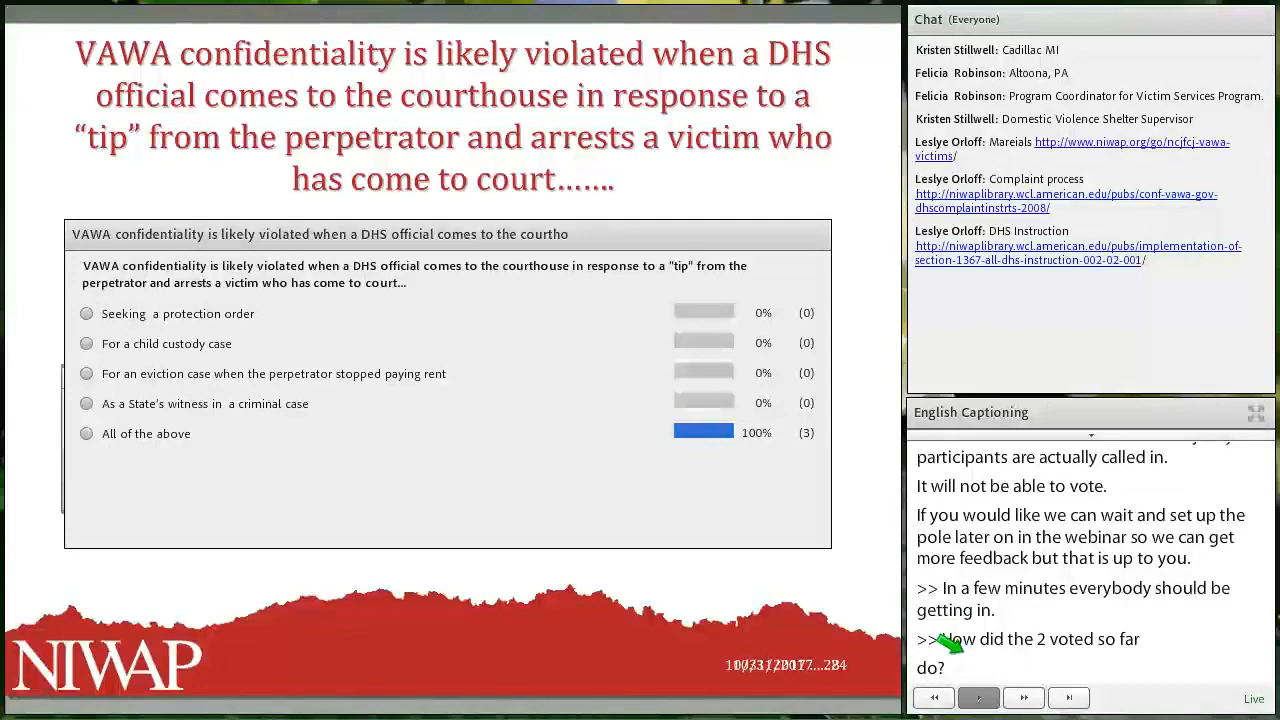 VAWA confidentiality is likely violated when a DHS
official comes to the courthouse in response to a
“tip” from the perpetrator and arrests a victim who
has come to court…….
VAWA confidentiality is likely violated when a DHS official comes to the courtho
VAWA confidentiality is likely violated when a DHS official comes to the courthouse in response to a “tip” from the
perpetrator and arrests a victim who has come to court...
Seeking a protection order 0% (0)
For a child custody case 0% (0)
For an eviction case when the perpetrator stopped paying rent 0% (0)
As a State’s witness in a criminal case 0% (0)
All of the above 100% (3)
NIWAP
Chat (Everyone)
Kristen Stillwell: Cadillac MI
Felicia Robinson: Altoona, PA
Felicia Robinson: Program Coordinator for Victim Services Program.
Kristen Stillwell: Domestic Violence Shelter Supervisor
Leslye Orloff: Mareials http://www.niwap.org/go/ncjfcj-vawa-
victims/
Leslye Orloff: Complaint process
http://niwaplibrary.wcl.american.edu/pubs/conf-vawa-gov-
dhscomplaintinstrts-2008/
Leslye Orloff: DHS Instruction
http://niwaplibrary.wcl.american.edu/pubs/implementation-of-
section-1367-all-dhs-instruction-002-02-001/
English Captioning
participants are actually called in.
It will not be able to vote.
If you would like we can wait and set up the
pole later on in the webinar so we can get
more feedback but that is up to you.
>> In a few minutes everybody should be
getting in.
>> How did the 2 voted so far
do?
Live